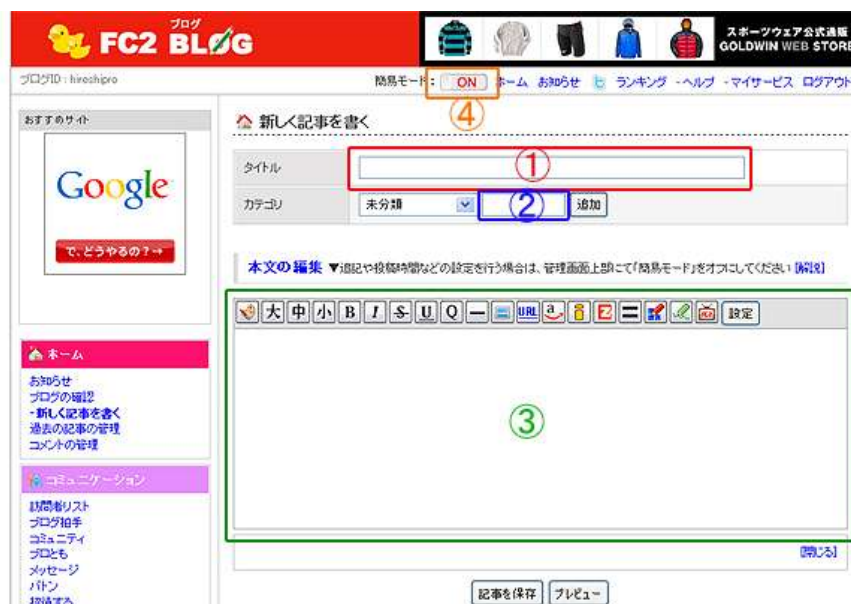 ブログ
FC2 BLOG
スポーツウェア公式通販
GOLDWIN WEB STORE
ブログID : hiroshipro
簡易モード : ON ホーム お知らせ ランキング ・ヘルプ ・マイサービス ログアウト
④
おすすめサイト
Google
で、どうやるの?→
新しく記事を書く
タイトル ①
カテゴリ 未分類 ② 追加
本文の編集 ▼追記や投稿時間などの設定を行う場合は、管理画面上部にて「簡易モード」をオフにしてください [解説]
大 中 小 B I S U Q URL a 設定
③
[閉じる]
記事を保存 プレビュー
ホーム
お知らせ
ブログの確認
・新しく記事を書く
過去の記事の管理
コメントの管理
コミュニケーション
訪問者リスト
ブログ拍手
コミュニティ
ブロとも
メッセージ
バトン
招待する